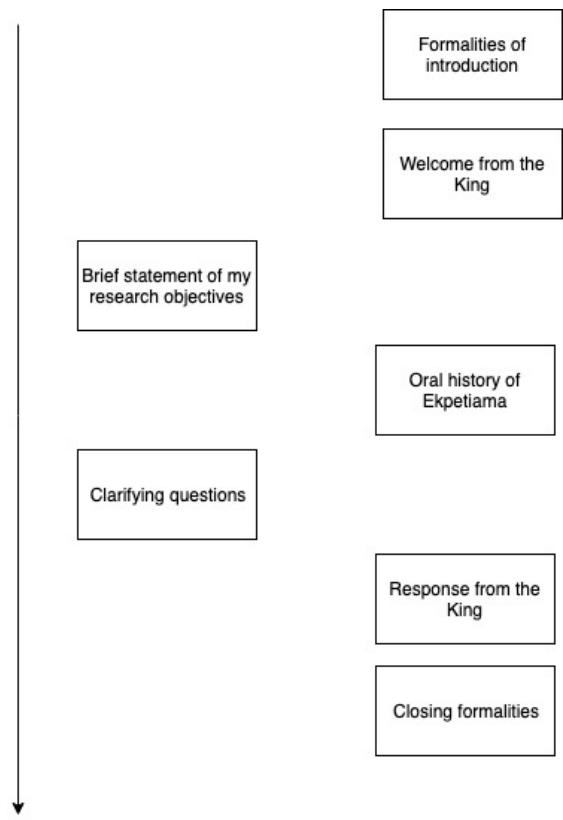 Formalities of
introduction
Welcome from the
King
Brief statement of my
research objectives
Oral history of
Ekpetiama
Clarifying questions
Response from the
King
Closing formalities